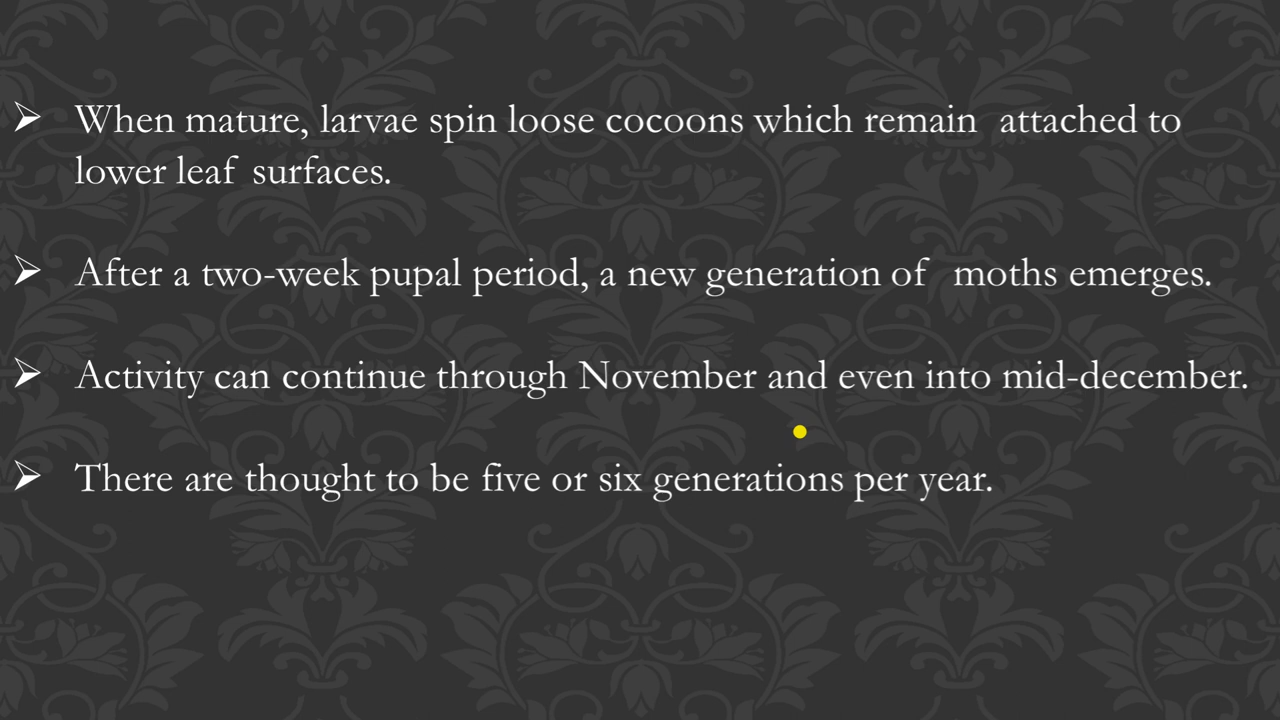 ➢ When mature, larvae spin loose cocoons which remain attached to
lower leaf surfaces.
➢ After a two-week pupal period, a new generation of moths emerges.
➢ Activity can continue through November and even into mid-december.
➢ There are thought to be five or six generations per year.